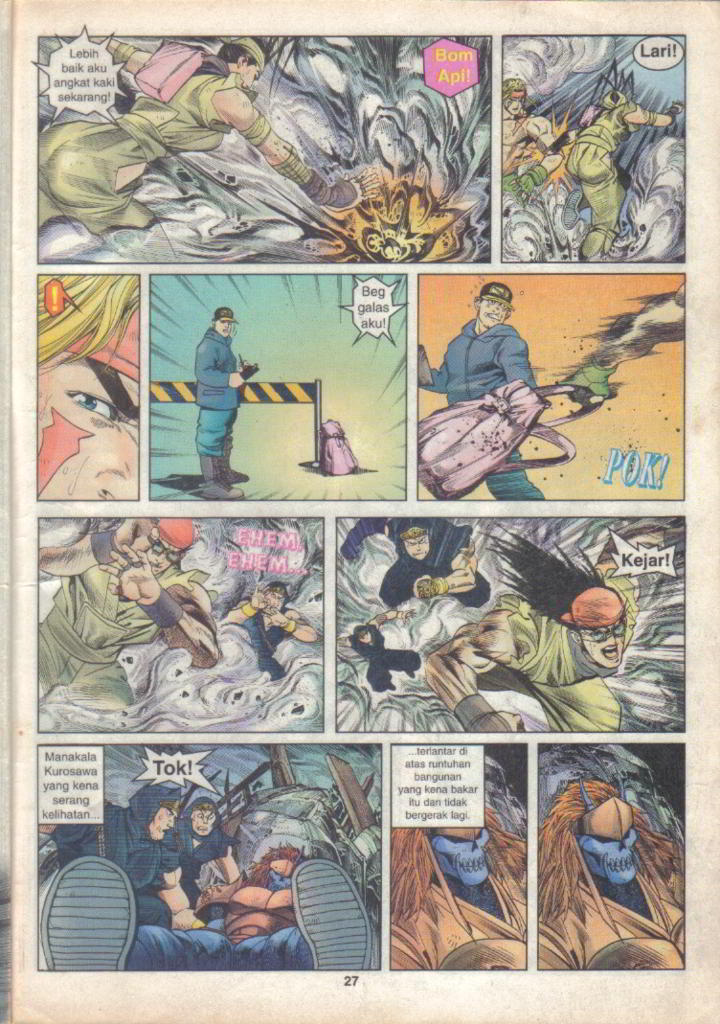 Lebih
baik aku
angkat kaki
sekarang!
Bom
Api!
Lari!
!
Beg
galas
aku!
POK!
EHEM,
EHEM...
Kejar!
Manakala
Kurosawa
yang kena
serang
kelihatan...
Tok!
...terlantar di
atas runtuhan
bangunan
yang kena bakar
itu dan tidak
bergerak lagi.
27